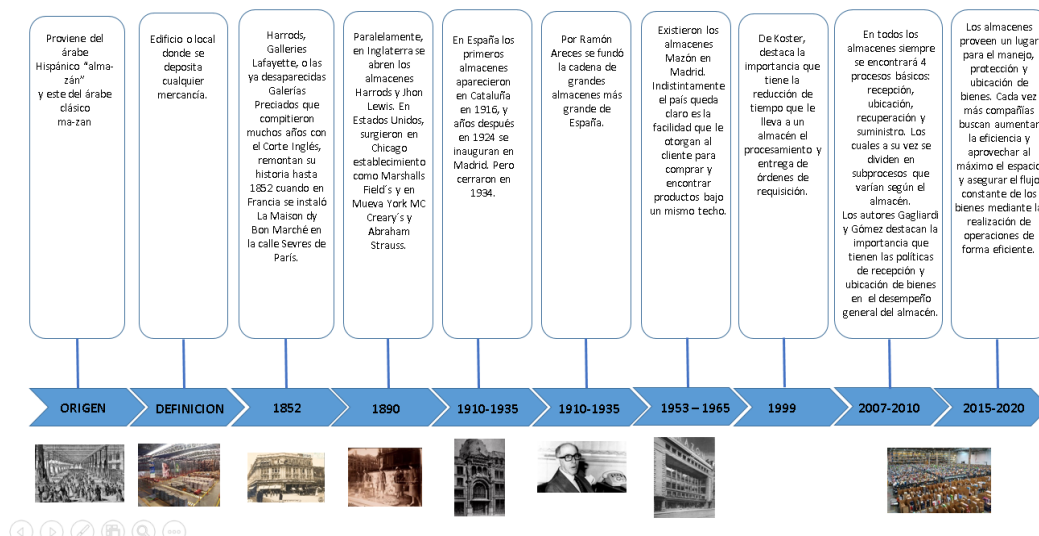 Proviene del
árabe
Hispánico “alma-
zán”
y este del árabe
clásico
ma-zan
Edificio o local
donde se
deposita
cualquier
mercancía.
Harrods,
Galleries
Lafayette, o las
ya desaparecidas
Galerías
Preciados que
compitieron
muchos años con
el Corte Inglés,
remontan su
historia hasta
1852 cuando en
Francia se instaló
La Maison dy
Bon Marché en
la calle Sevres de
París.
Paralelamente,
en Inglaterra se
abren los
almacenes
Harrods y Jhon
Lewis. En
Estados Unidos,
surgieron en
Chicago
establecimiento
como Marshalls
Field´s y en
Mueva York MC
Creary´s y
Abraham
Strauss.
En España los
primeros
almacenes
aparecieron
en Cataluña
en 1916, y
años después
en 1924 se
inauguran en
Madrid. Pero
cerraron en
1934.
Por Ramón
Areces se fundó
la cadena de
grandes
almacenes más
grande de
España.
Existieron los
almacenes
Mazón en
Madrid.
Indistintamente
el país queda
claro es la
facilidad que le
otorgan al
cliente para
comprar y
encontrar
productos bajo
un mismo techo.
De Koster,
destaca la
importancia que
tiene la
reducción de
tiempo que le
lleva a un
almacén el
procesamiento y
entrega de
órdenes de
requisición.
En todos los
almacenes siempre
se encontrará 4
procesos básicos:
recepción,
ubicación,
recuperación y
suministro. Los
cuales a su vez se
dividen en
subprocesos que
varían según el
almacén.
Los autores Gagliardi
y Gómez destacan la
importancia que
tienen las políticas
de recepción y
ubicación de bienes
en el desempeño
general del almacén.
Los almacenes
proveen un lugar
para el manejo,
protección y
ubicación de
bienes. Cada vez
más compañías
buscan aumentar
la eficiencia y
aprovechar al
máximo el espacio
y asegurar el flujo
constante de los
bienes mediante la
realización de
operaciones de
forma eficiente.
ORIGEN
DEFINICION
1852
1890
1910-1935
1910-1935
1953 – 1965
1999
2007-2010
2015-2020